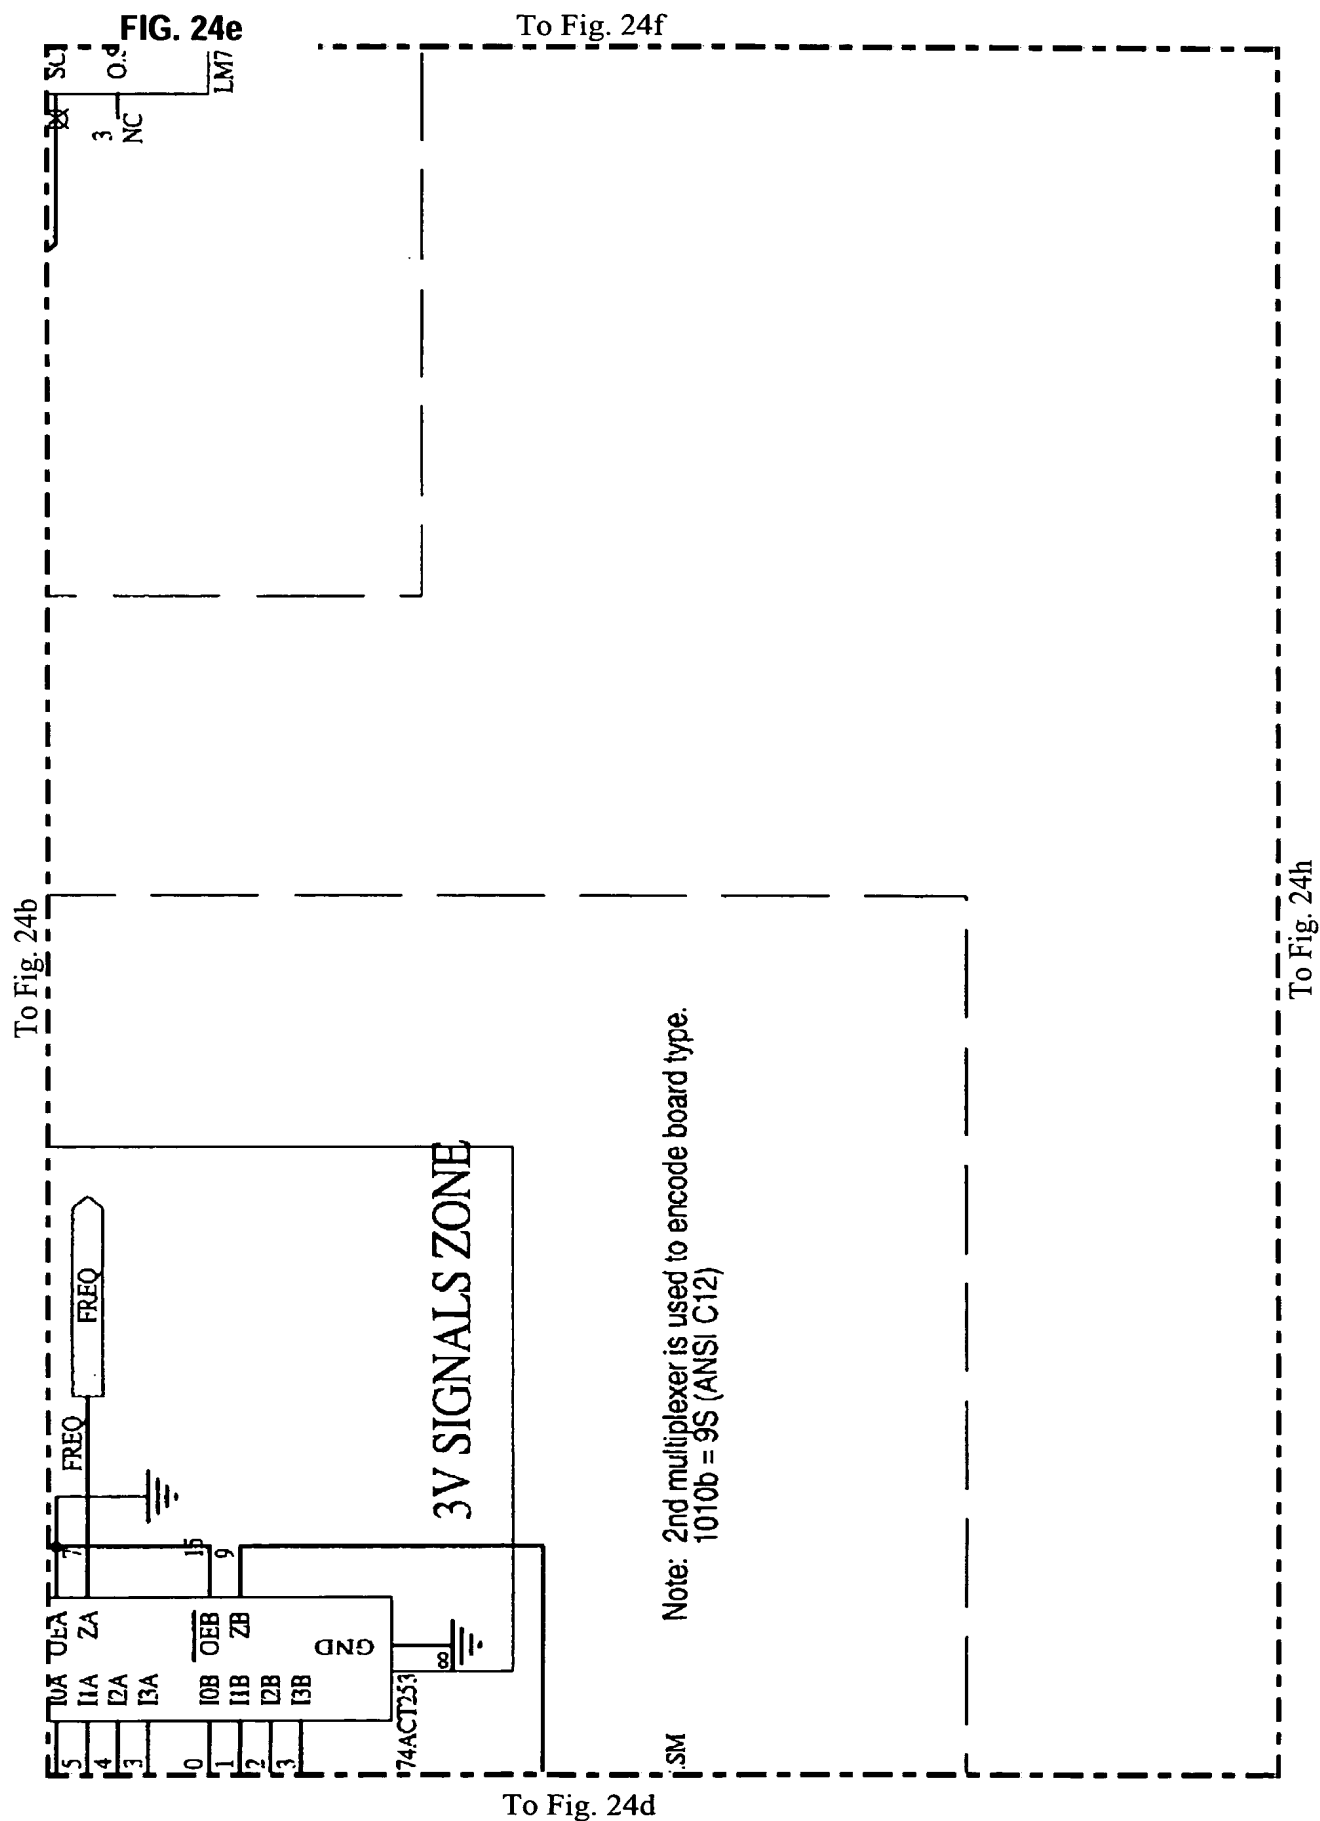 FIG. 24e
To Fig. 24f
LM7
3
NC
To Fig. 24b
To Fig. 24h
FREQ
FREQ
3V SIGNALS ZONE
Note: 2nd multiplexer is used to encode board type.
1010b = 9S (ANSI C12)
7
15
9
OEA
ZA
OEB
ZB
GND
8
I0A
I1A
I2A
I3A
I0B
I1B
I2B
I3B
74ACT253
5
4
3
0
1
2
3
.SM
To Fig. 24d